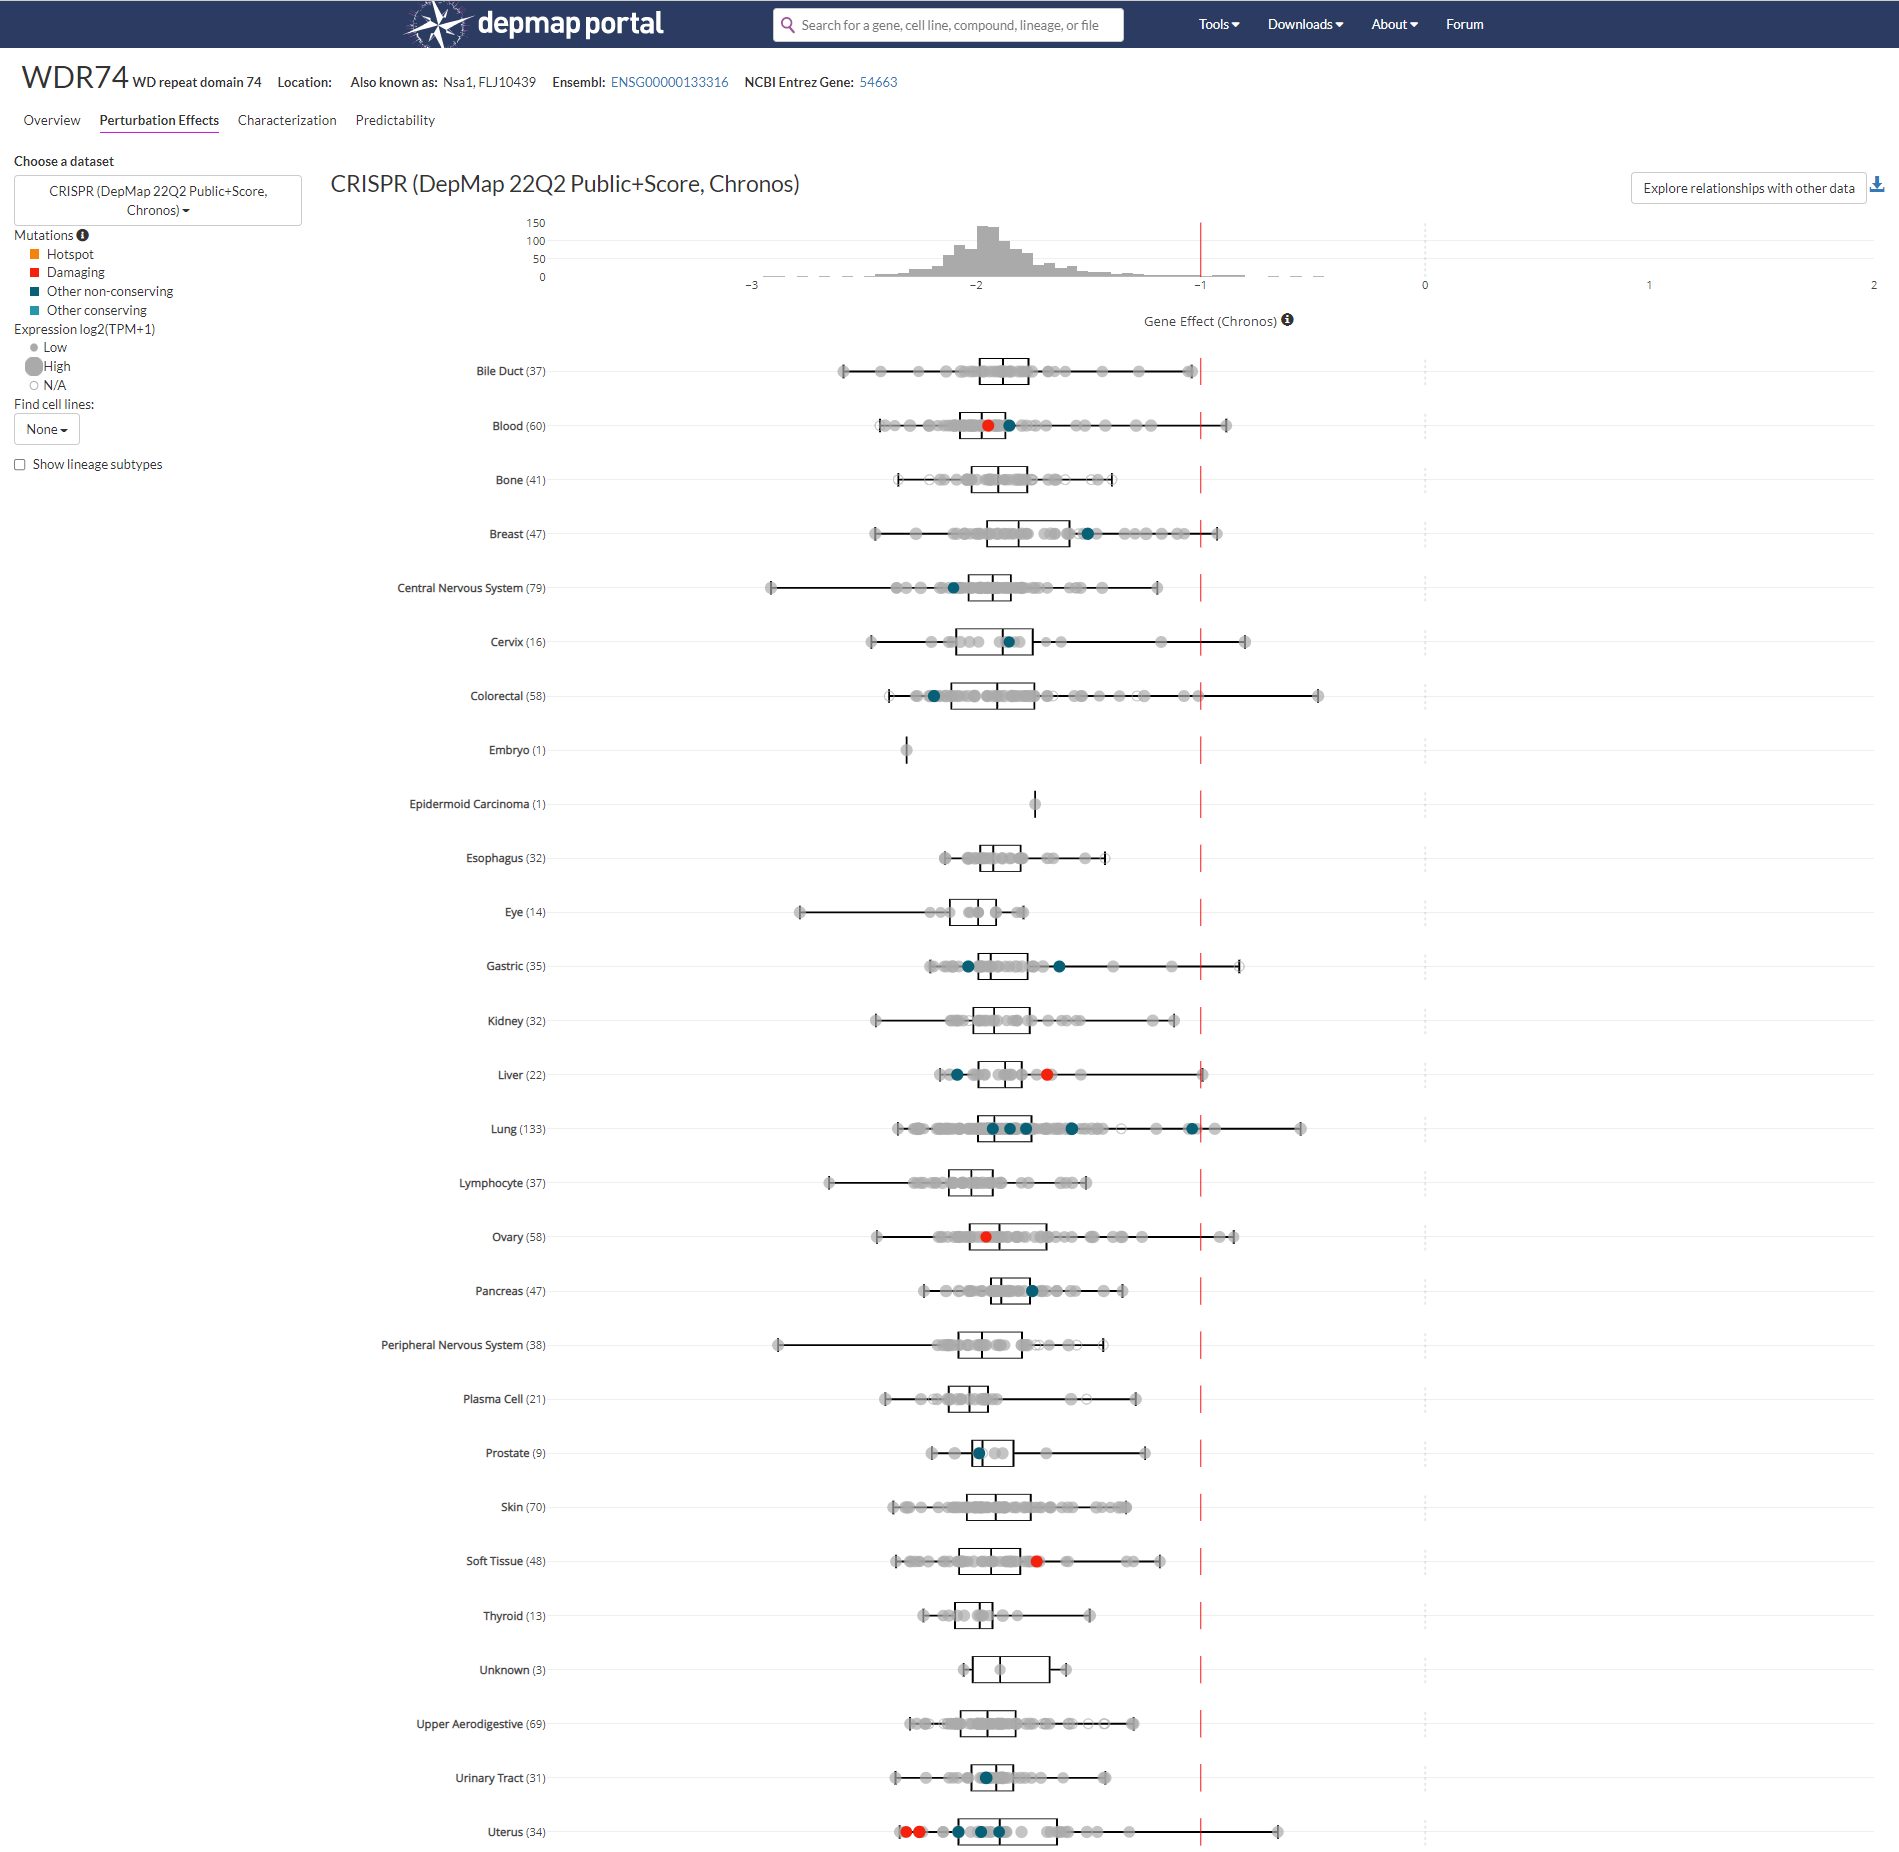 depmap portal
Search for a gene, cell line, compound, lineage, or file
Tools Downloads About Forum
WDR74 WD repeat domain 74 Location: Also known as: Nsa1, FLJ10439 Ensembl: ENSG00000133316 NCBI Entrez Gene: 54663
Overview Perturbation Effects Characterization Predictability
Choose a dataset
CRISPR (DepMap 22Q2 Public+Score,
Chronos)
Mutations
Hotspot
Damaging
Other non-conserving
Other conserving
Expression log2(TPM+1)
Low
High
N/A
Find cell lines:
None
Show lineage subtypes
CRISPR (DepMap 22Q2 Public+Score, Chronos)
Explore relationships with other data
150
100
50
0
−3 −2 −1 0 1 2
Gene Effect (Chronos)
Bile Duct (37)
Blood (60)
Bone (41)
Breast (47)
Central Nervous System (79)
Cervix (16)
Colorectal (58)
Embryo (1)
Epidermoid Carcinoma (1)
Esophagus (32)
Eye (14)
Gastric (35)
Kidney (32)
Liver (22)
Lung (133)
Lymphocyte (37)
Ovary (58)
Pancreas (47)
Peripheral Nervous System (38)
Plasma Cell (21)
Prostate (9)
Skin (70)
Soft Tissue (48)
Thyroid (13)
Unknown (3)
Upper Aerodigestive (69)
Urinary Tract (31)
Uterus (34)